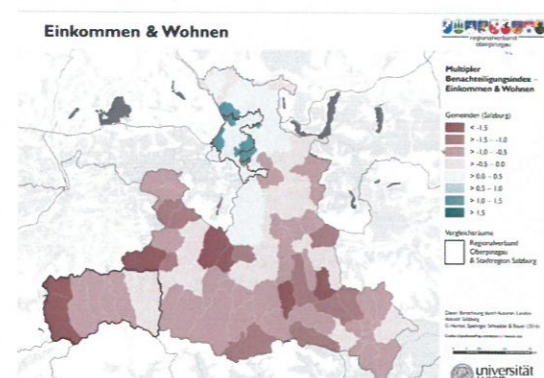 Einkommen & Wohnen
regionalverband
oberpinzgau
Multipler
Benachteiligungsindex –
Einkommen & Wohnen
Gemeinden (Salzburg)
< -1.5
> -1.5 – -1.0
> -1.0 – -0.5
> -0.5 – 0.0
> 0.0 – 0.5
> 0.5 – 1.0
> 1.0 – 1.5
> 1.5
Vergleichsräume
Regionalverband
Oberpinzgau
& Stadtregion Salzburg
universität